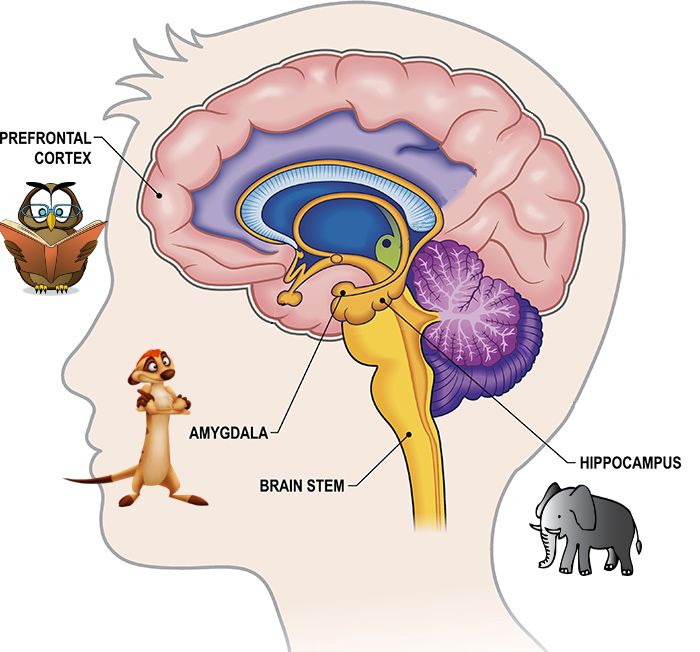 PREFRONTAL
CORTEX
AMYGDALA
HIPPOCAMPUS
BRAIN STEM